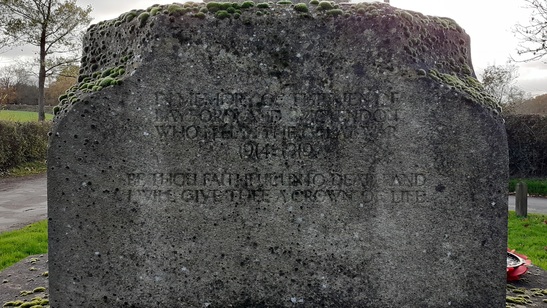 IN MEMORY OF THE MEN OF
AND
WHO FELL IN THE GREAT WAR
1914-1919
BE THOU FAITHFUL UNTO DEATH AND
I WILL GIVE THEE A CROWN OF LIFE